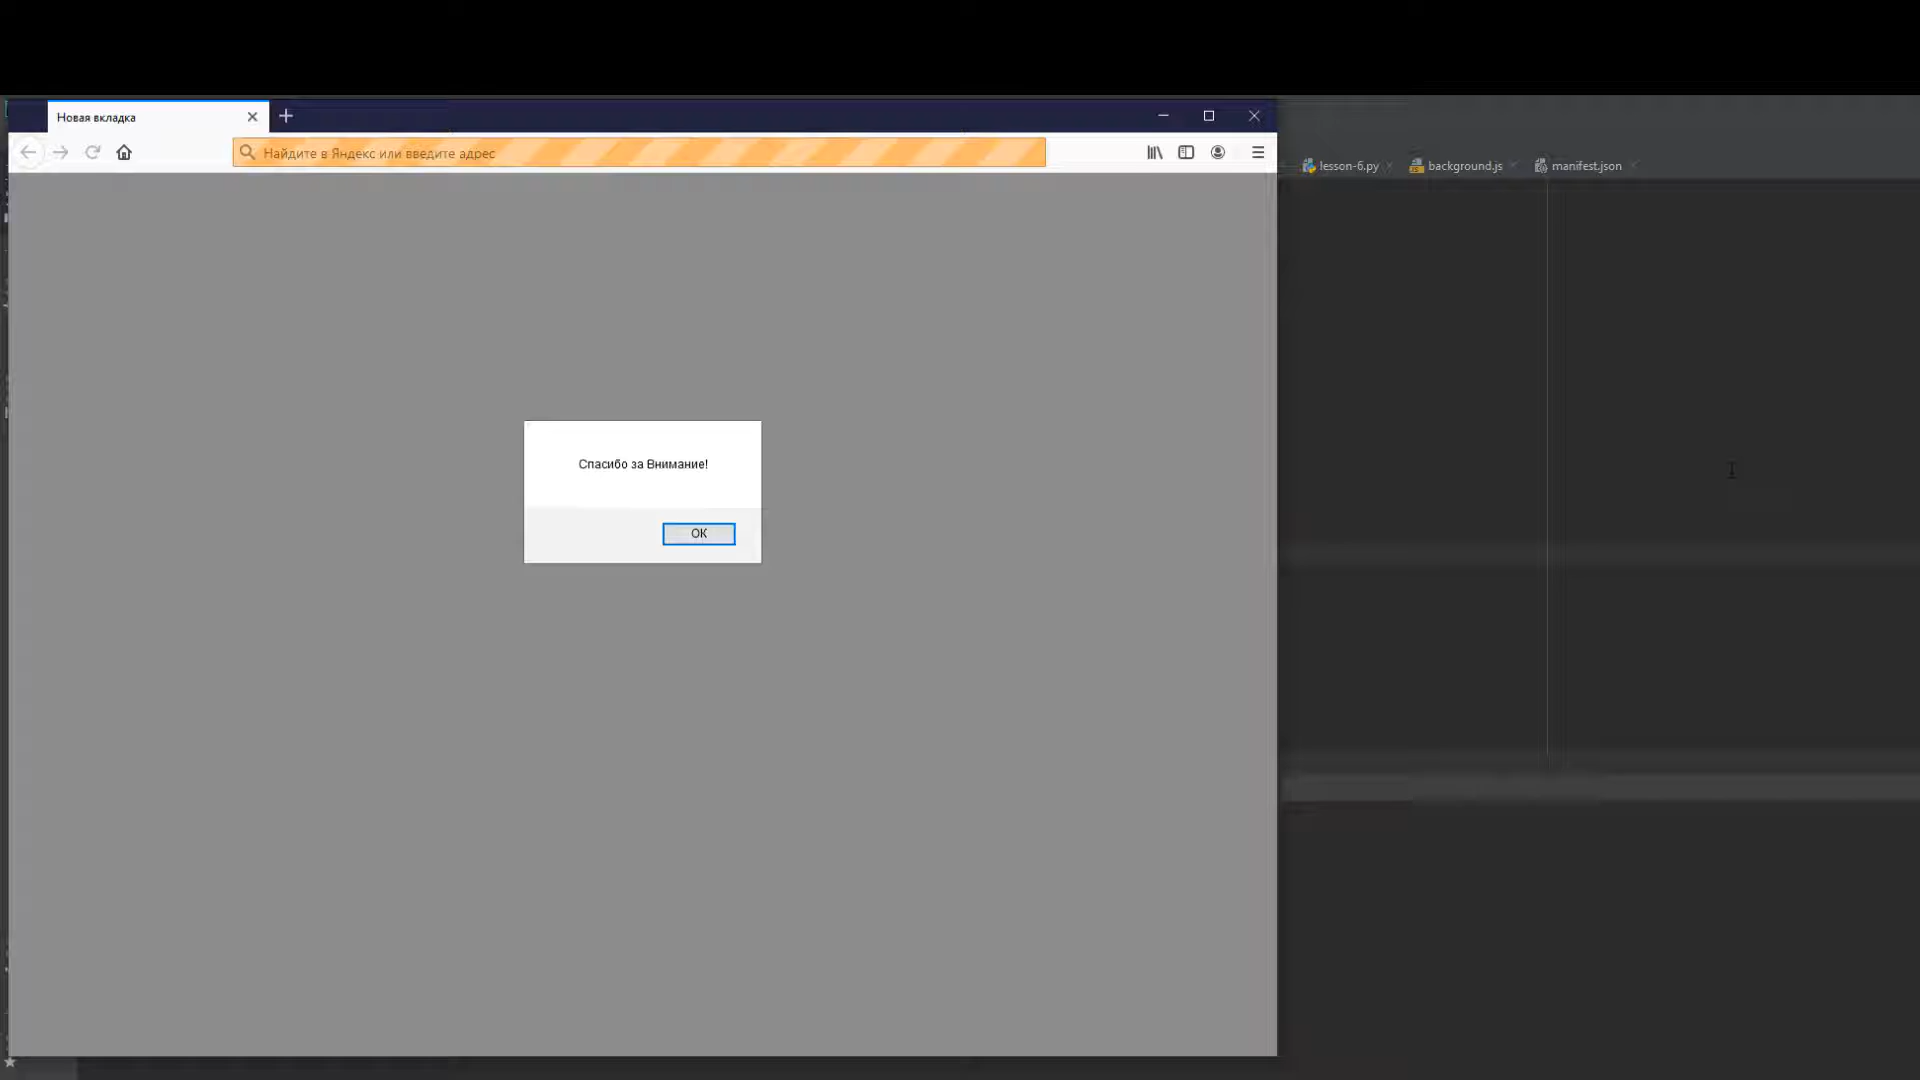 Новая вкладка
Найдите в Яндекс или введите адрес
lesson-6.py
background.js
manifest.json
Спасибо за Внимание!
OK